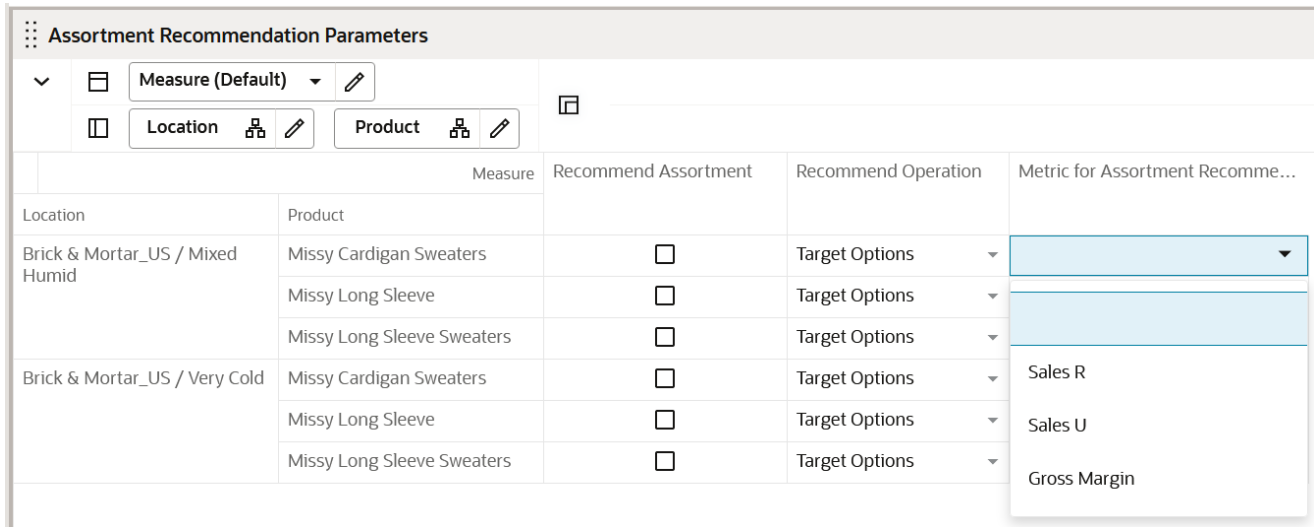 Assortment Recommendation Parameters
Measure (Default)
Location Product
Measure Recommend Assortment Recommend Operation Metric for Assortment Recomme...
Location Product
Brick & Mortar_US / Mixed Missy Cardigan Sweaters Target Options
Humid
Missy Long Sleeve Target Options
Missy Long Sleeve Sweaters Target Options
Sales R
Brick & Mortar_US / Very Cold Missy Cardigan Sweaters Target Options
Missy Long Sleeve Target Options
Sales U
Missy Long Sleeve Sweaters Target Options
Gross Margin